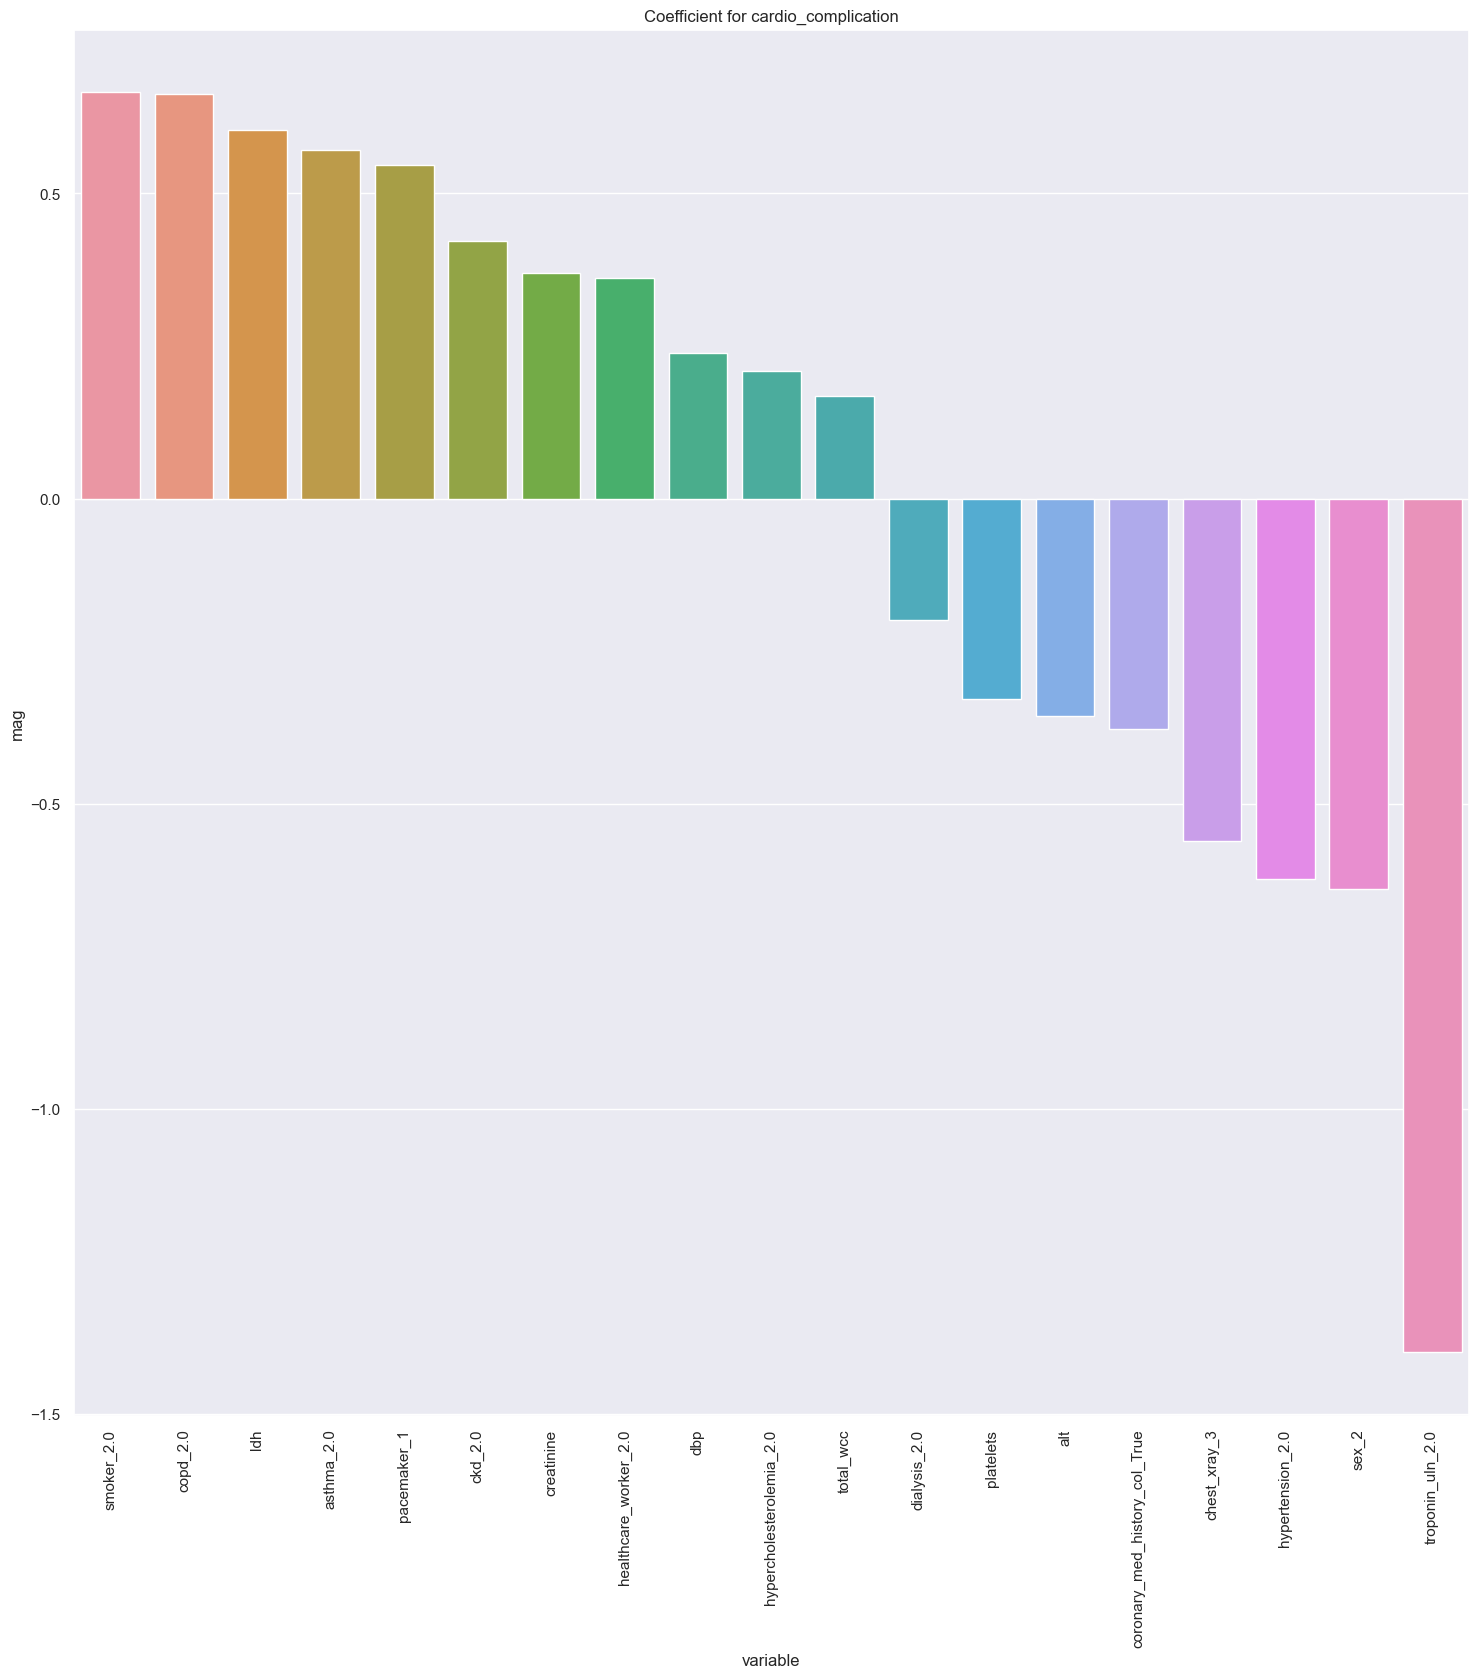 Coefficient for cardio_complication
mag
0.5
0.0
−0.5
−1.0
−1.5
smoker_2.0
copd_2.0
ldh
asthma_2.0
pacemaker_1
ckd_2.0
creatinine
healthcare_worker_2.0
dbp
hypercholesterolemia_2.0
total_wcc
dialysis_2.0
platelets
alt
coronary_med_history_col_True
chest_xray_3
hypertension_2.0
sex_2
troponin_uln_2.0
variable